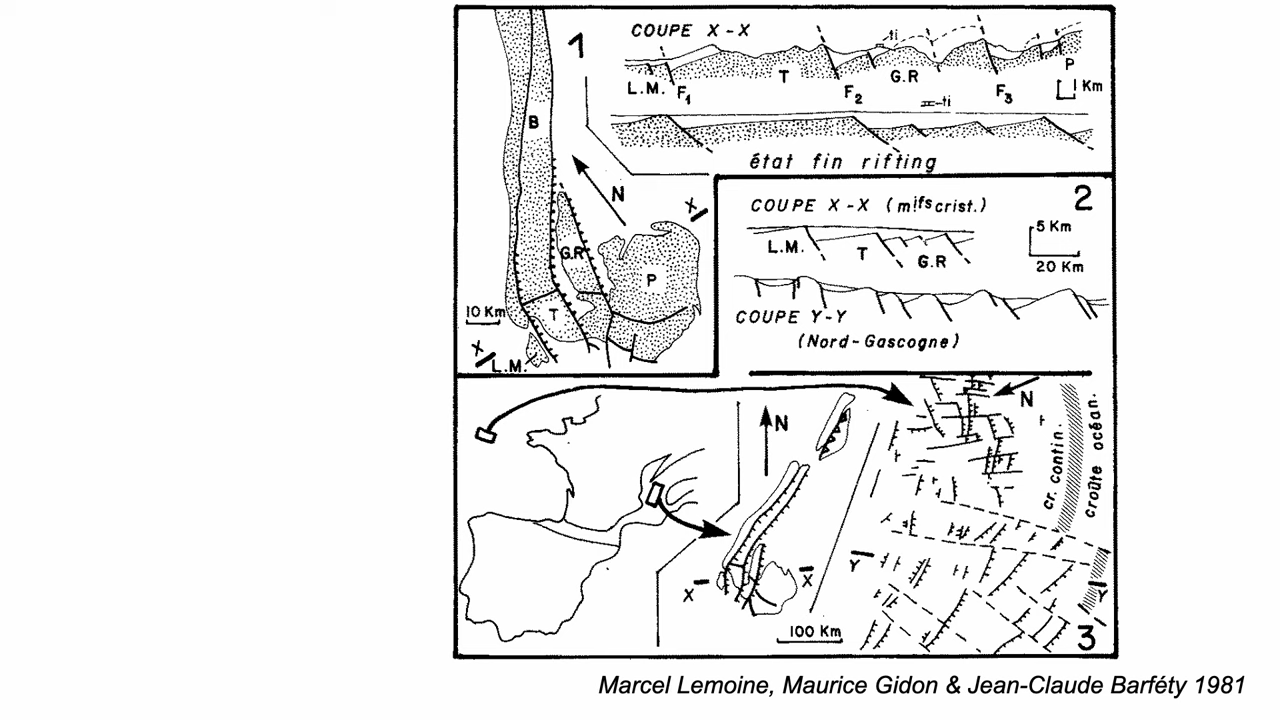 1
COUPE X-X
ti
L.M.
F1
T
F2
G.R
F3
P
Km
ti
état fin rifting
B
N
X
G.R
P
T
10 Km
X
L.M.
2
COUPE X-X (mifs crist.)
L.M.
T
G.R
5 Km
20 Km
COUPE Y-Y
(Nord-Gascogne)
N
N
cr. contin.
croûte océan.
X
X
Y
Y
100 Km
3
Marcel Lemoine, Maurice Gidon & Jean-Claude Barféty 1981